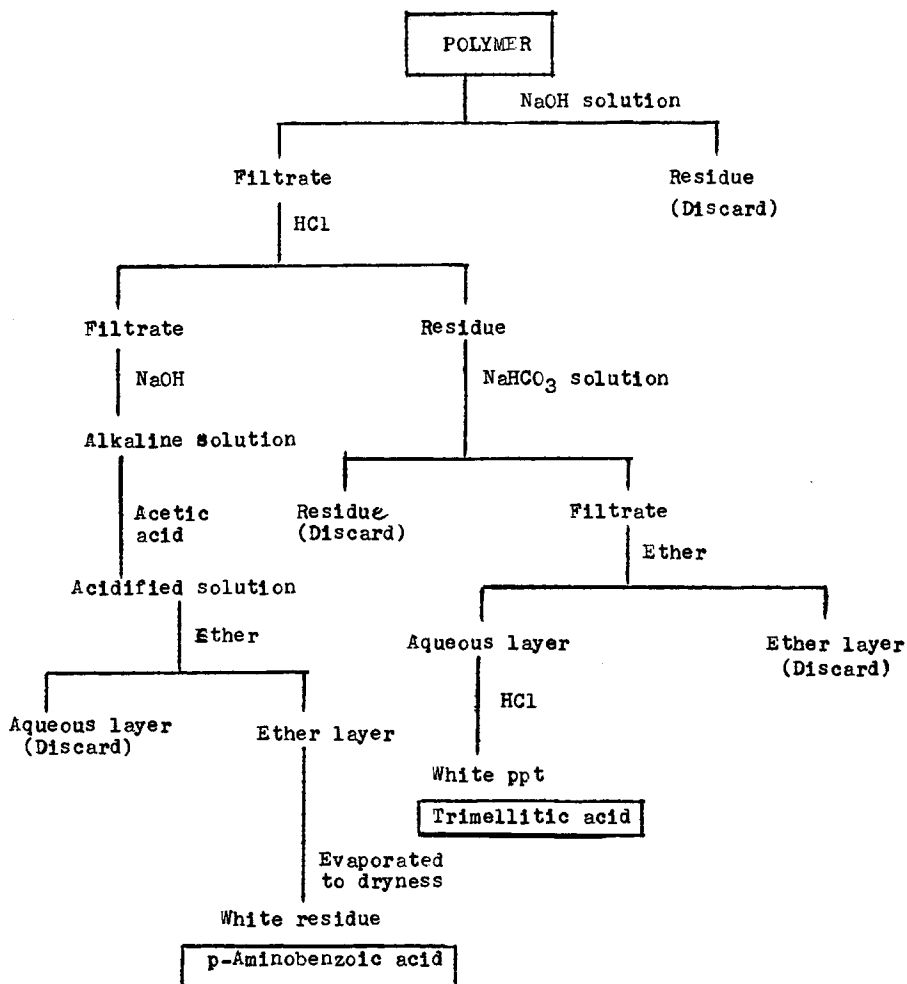 POLYMER
NaOH solution
Filtrate
Residue
(Discard)
HCl
Filtrate
Residue
NaOH
NaHCO3 solution
Alkaline solution
Acetic
acid
Residue
(Discard)
Filtrate
Ether
Acidified solution
Ether
Aqueous layer
Ether layer
(Discard)
HCl
Aqueous layer
(Discard)
Ether layer
White ppt
Trimellitic acid
Evaporated
to dryness
White residue
p-Aminobenzoic acid